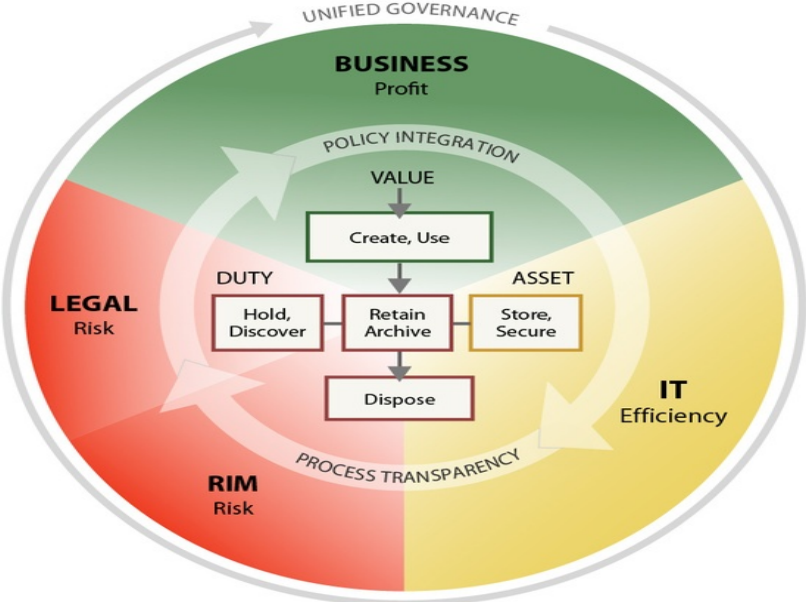 UNIFIED GOVERNANCE
BUSINESS
Profit
POLICY INTEGRATION
VALUE
Create, Use
DUTY
ASSET
Hold,
Discover
Retain
Archive
Store,
Secure
LEGAL
Risk
Dispose
IT
Efficiency
PROCESS TRANSPARENCY
RIM
Risk